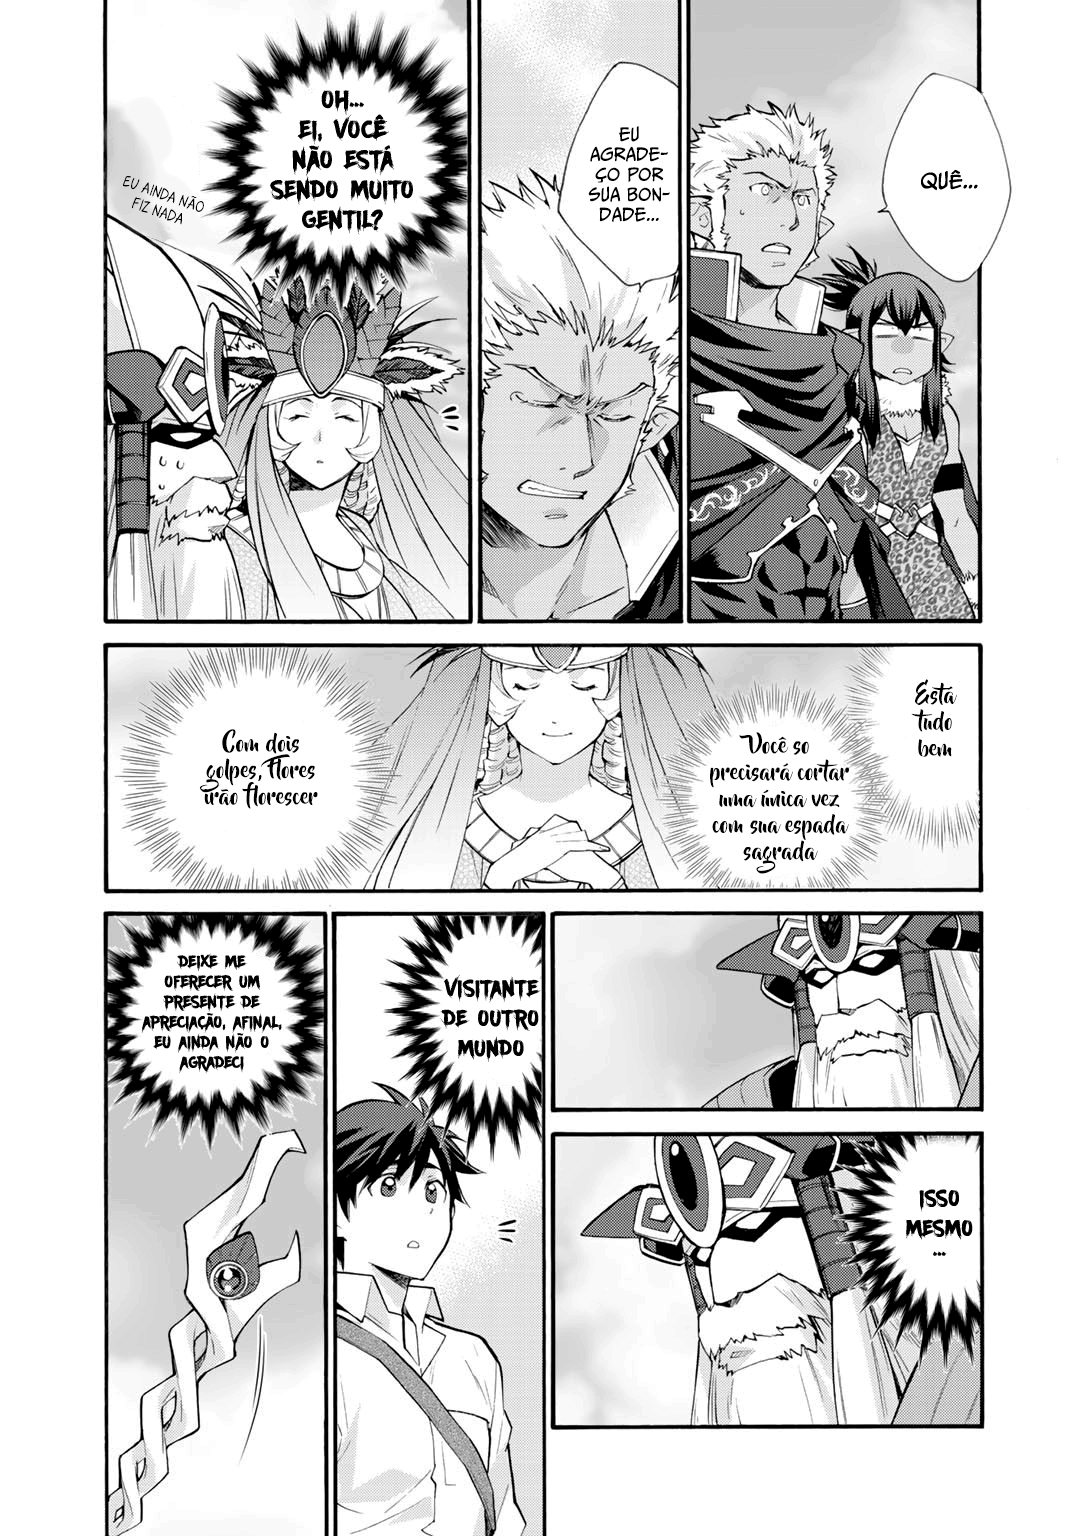 QUÊ...
EU
AGRADE-
ÇO POR
SUA BON-
DADE...
OH...
EI, VOCÊ
NÃO ESTÁ
SENDO MUITO
GENTIL?
EU AINDA NÃO
FIZ NADA
Está
tudo
bem
Você so
precisará cortar
uma única vez
com sua espada
sagrada
Com dois
golpes, flores
irão florescer
ISSO
MESMO
...
VISITANTE
DE OUTRO
MUNDO
DEIXE ME
OFERECER UM
PRESENTE DE
APRECIAÇÃO, AFINAL,
EU AINDA NÃO O
AGRADECI